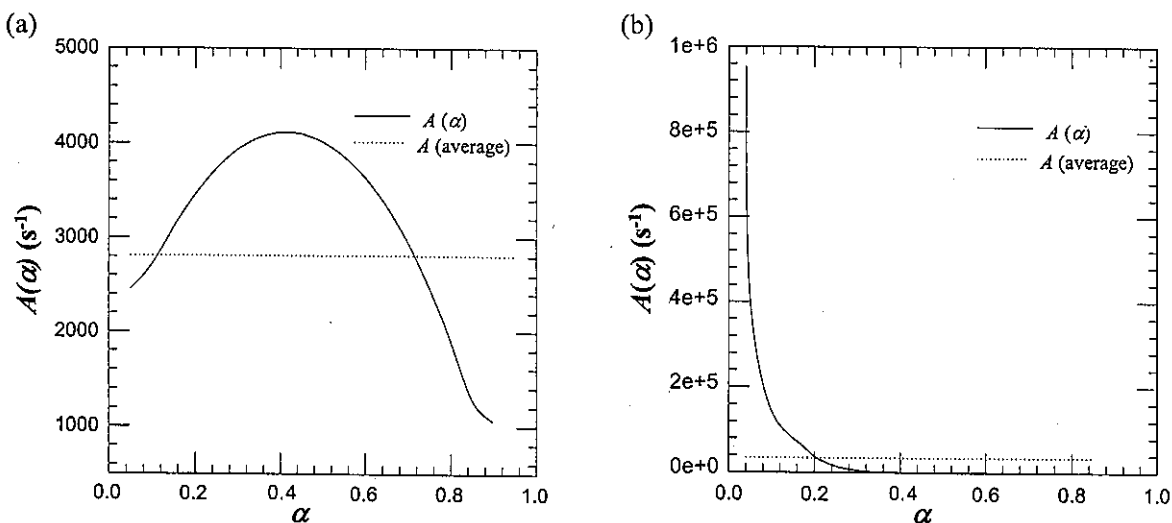 (a)
5000
4000
3000
2000
1000
A(α) (s⁻¹)
A (α)
A (average)
0.0 0.2 0.4 0.6 0.8 1.0
α
(b)
1e+6
8e+5
6e+5
4e+5
2e+5
0e+0
A(α) (s⁻¹)
A (α)
A (average)
0.0 0.2 0.4 0.6 0.8 1.0
α